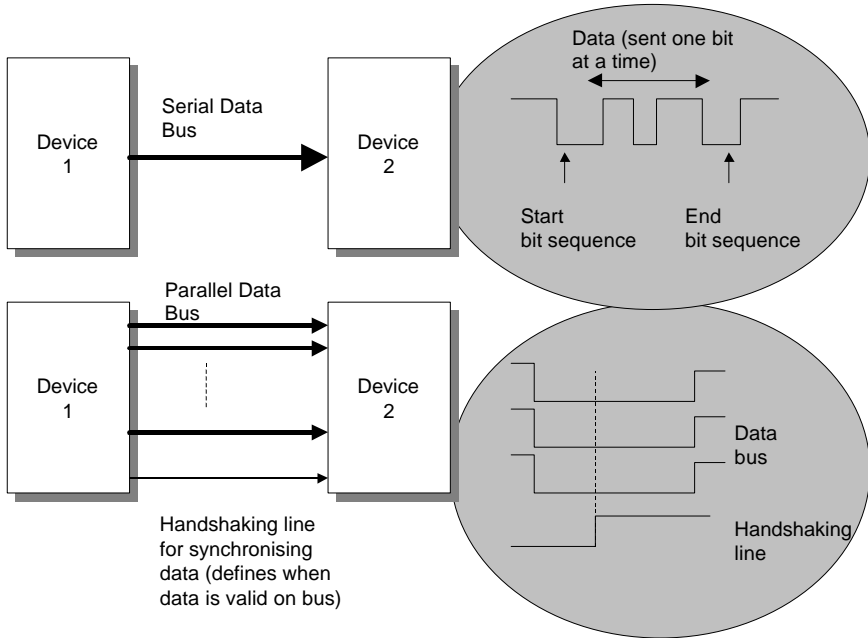 Data (sent one bit
at a time)
Serial Data
Bus
Device
1
Device
2
Start
bit sequence
End
bit sequence
Parallel Data
Bus
Device
1
Device
2
Data
bus
Handshaking line
for synchronising
data (defines when
data is valid on bus)
Handshaking
line